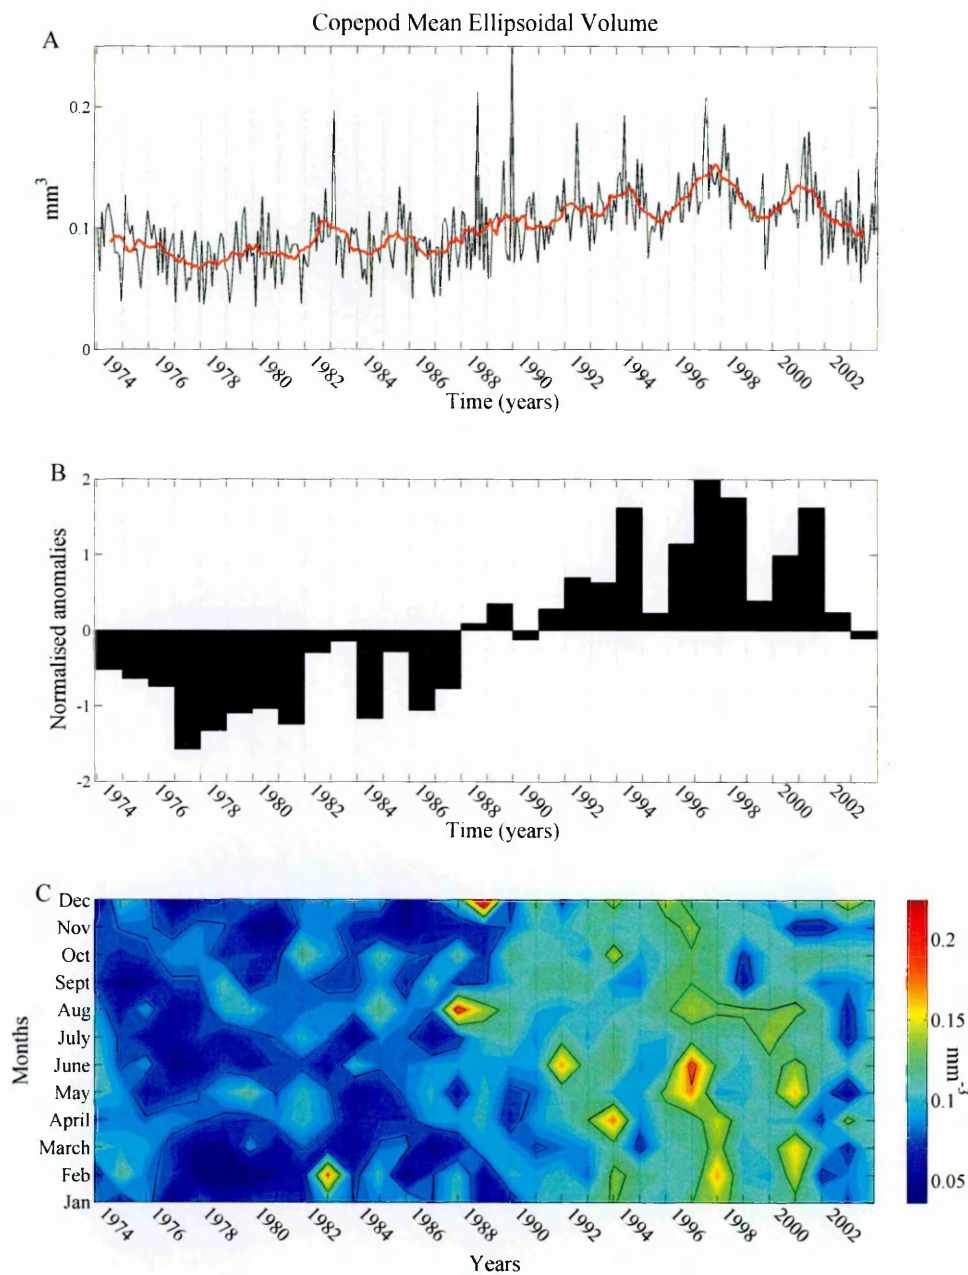 Copepod Mean Ellipsoidal Volume
A
0.2
0.1
0
mm3
1974 1976 1978 1980 1982 1984 1986 1988 1990 1992 1994 1996 1998 2000 2002
Time (years)
B
2
1
0
-1
-2
Normalised anomalies
1974 1976 1978 1980 1982 1984 1986 1988 1990 1992 1994 1996 1998 2000 2002
Time (years)
C
Dec
Nov
Oct
Sept
Aug
July
June
May
April
March
Feb
Jan
Months
0.2
0.15
0.1
0.05
mm-3
1974 1976 1978 1980 1982 1984 1986 1988 1990 1992 1994 1996 1998 2000 2002
Years